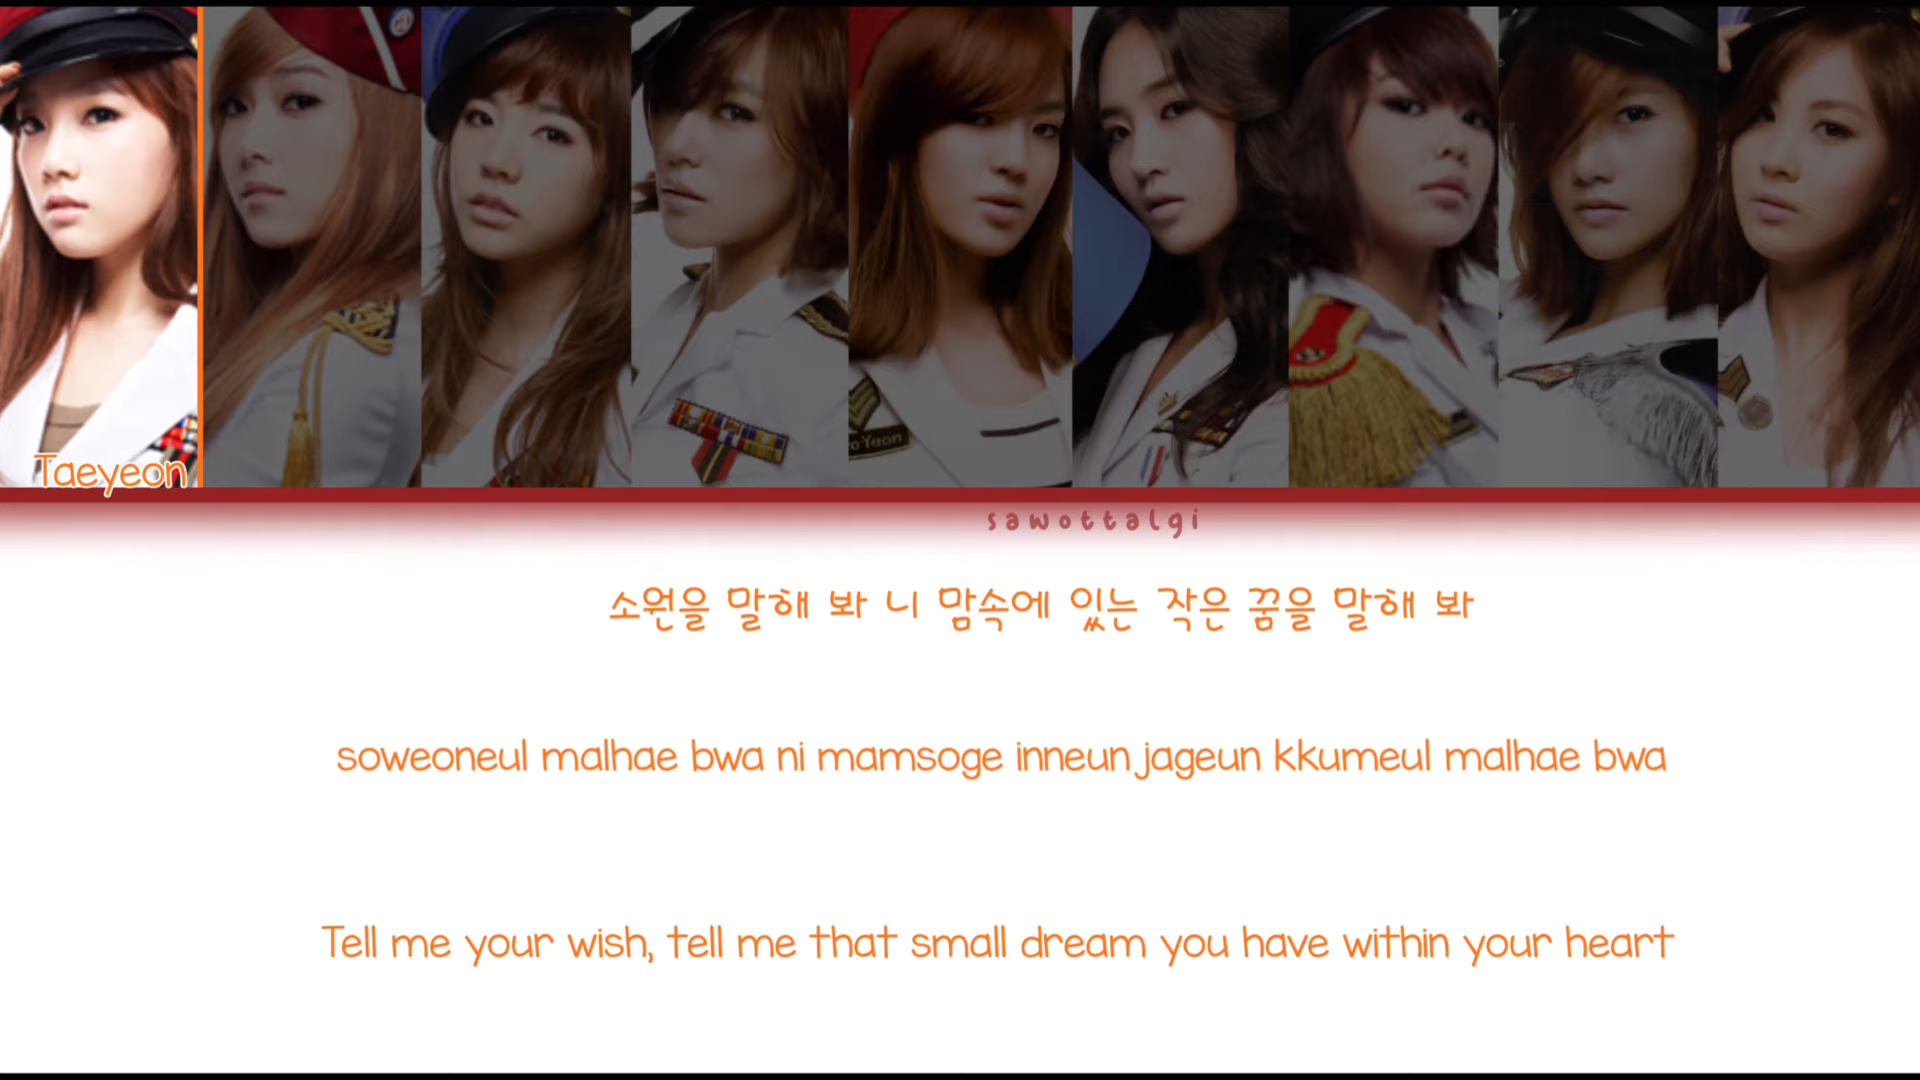 oYeon
Taeyeon
sawottalgi
소원을 말해 봐 니 맘속에 있는 작은 꿈을 말해 봐
soweoneul malhae bwa ni mamsoge inneun jageun kkumeul malhae bwa
Tell me your wish, tell me that small dream you have within your heart